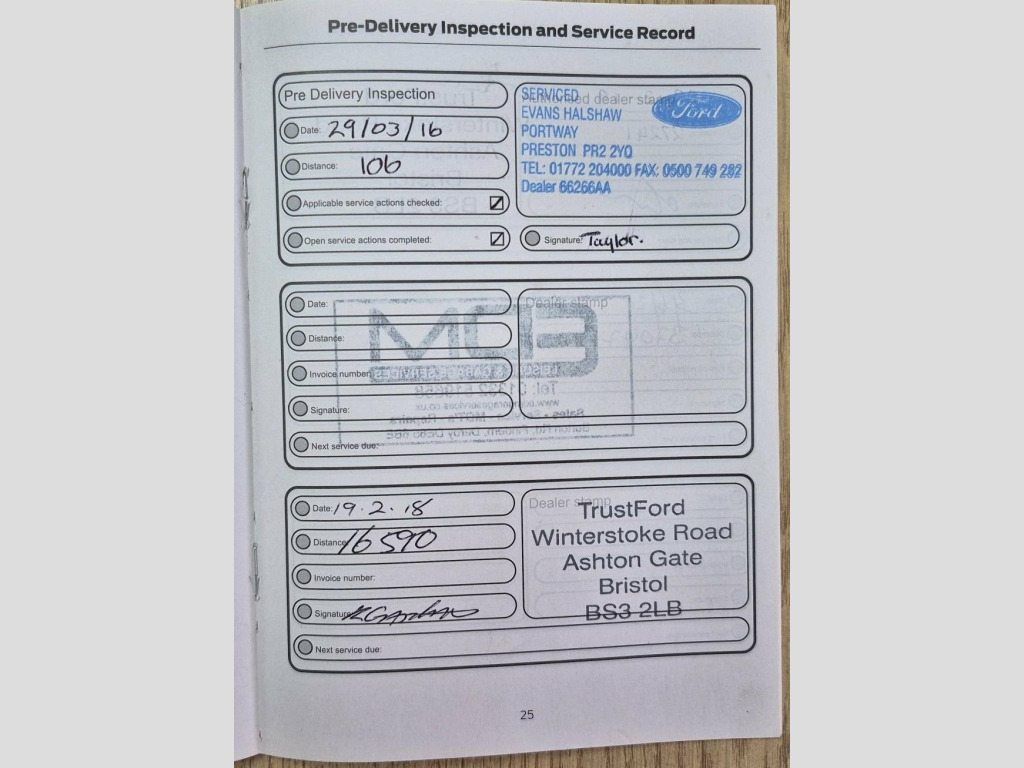 Pre-Delivery Inspection and Service Record
Pre Delivery Inspection
Date: 29/03/16
Distance: 106
Applicable service actions checked:
Open service actions completed:
Authorised dealer stamp
SERVICED
Ford
EVANS HALSHAW
PORTWAY
PRESTON PR2 2YQ
TEL: 01772 204000 FAX: 0500 749 282
Dealer 66266AA
Signature: Taylor.
Date:
Distance:
Invoice number:
Signature:
Next service due:
Dealer stamp
Date: 19.2.18
Distance: 16590
Invoice number:
Signature:
Next service due:
Dealer stamp
TrustFord
Winterstoke Road
Ashton Gate
Bristol
BS3 2LB
25